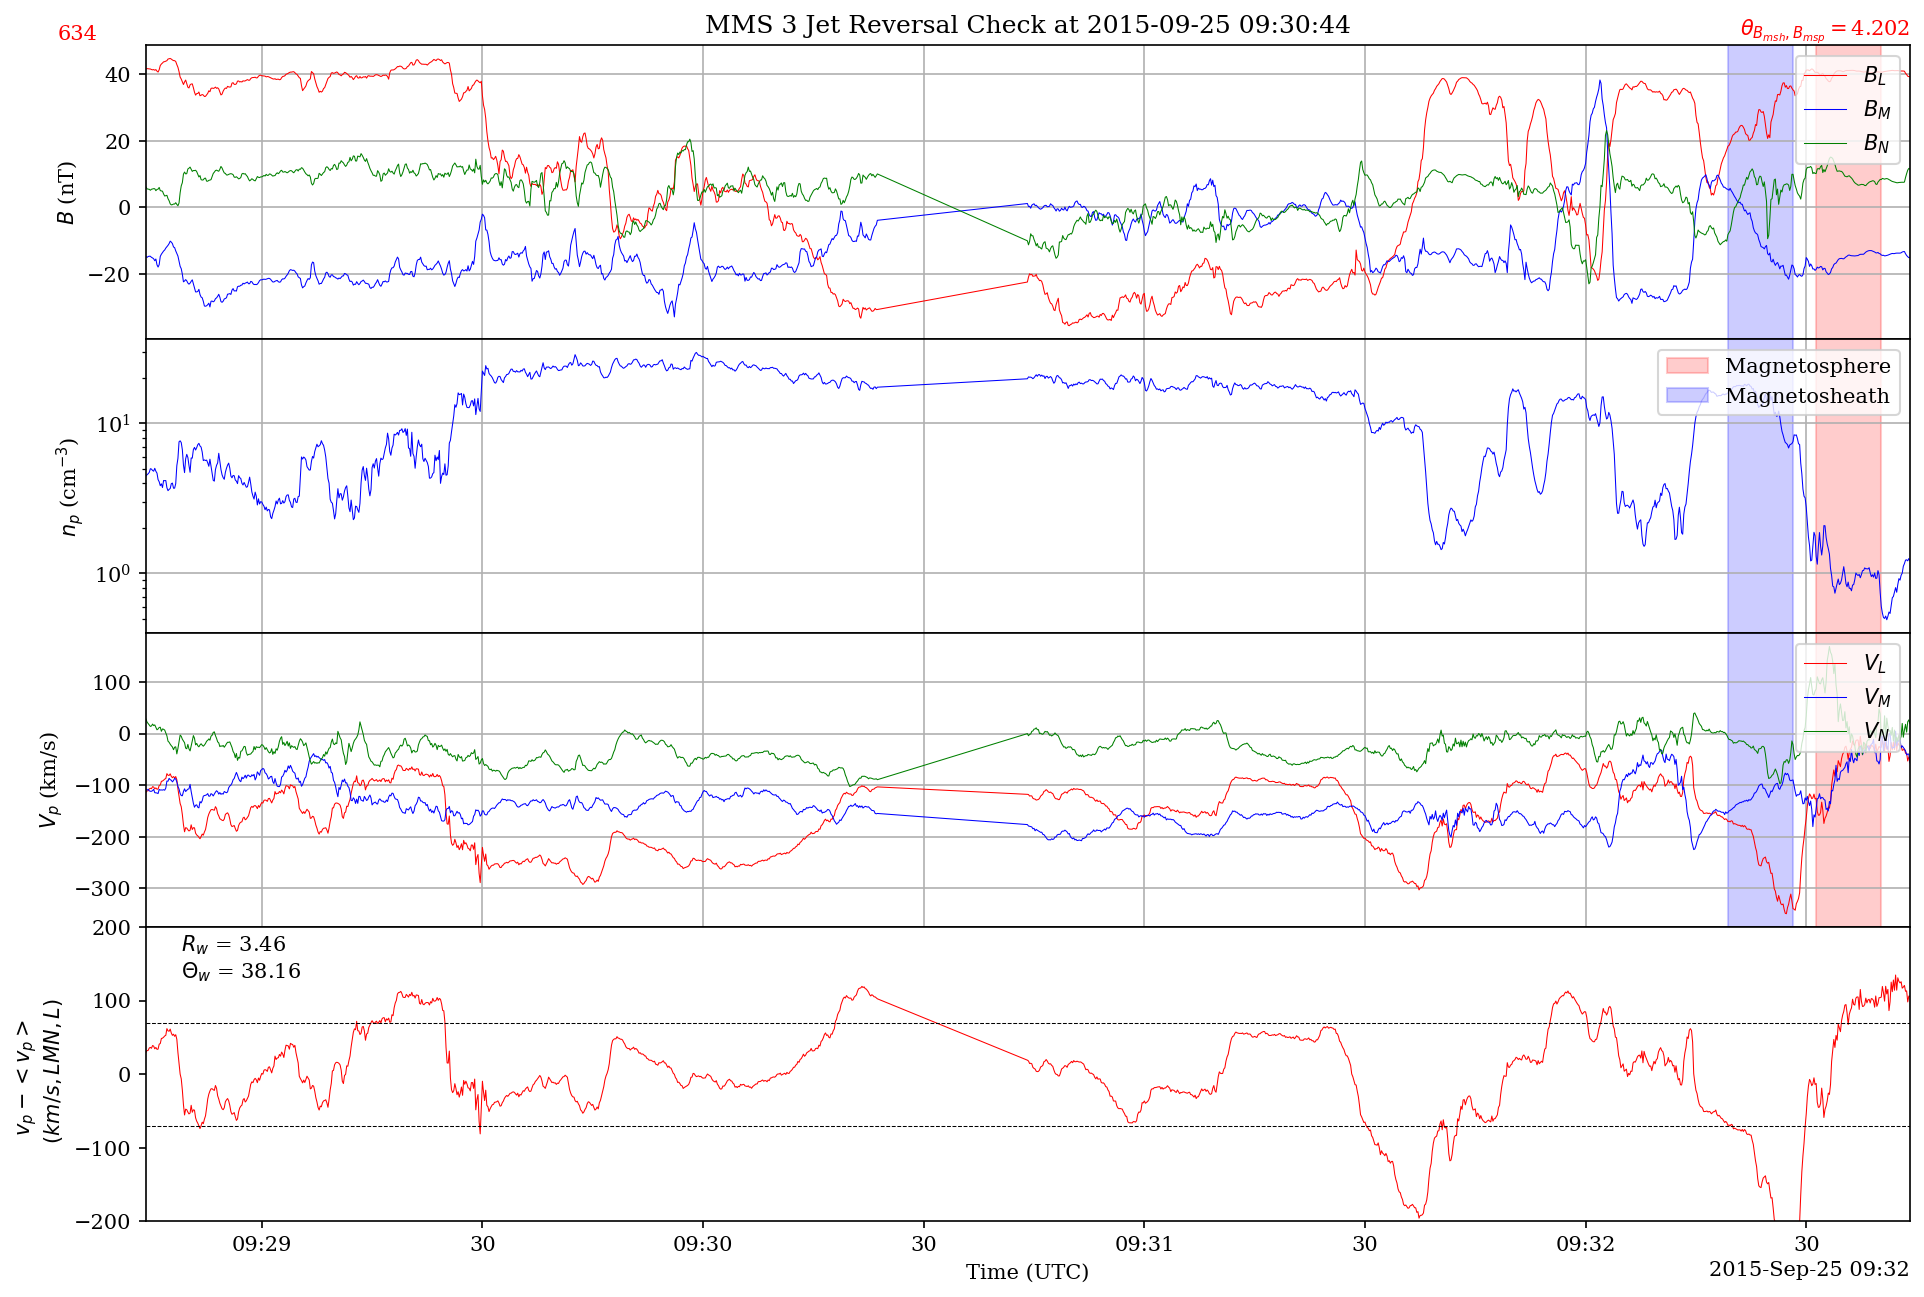 MMS 3 Jet Reversal Check at 2015-09-25 09:30:44
634
θ_{B_{msh}, B_{msp}} = 4.202
B (nT)
40
20
0
−20
B_L
B_M
B_N
n_p (cm^{−3})
10^1
10^0
Magnetosphere
Magnetosheath
V_p (km/s)
100
0
−100
−200
−300
V_L
V_M
V_N
v_p − < v_p >
(km/s, LMN, L)
200
100
0
−100
−200
R_w = 3.46
Θ_w = 38.16
09:29
30
09:30
30
09:31
30
09:32
30
Time (UTC)
2015-Sep-25 09:32